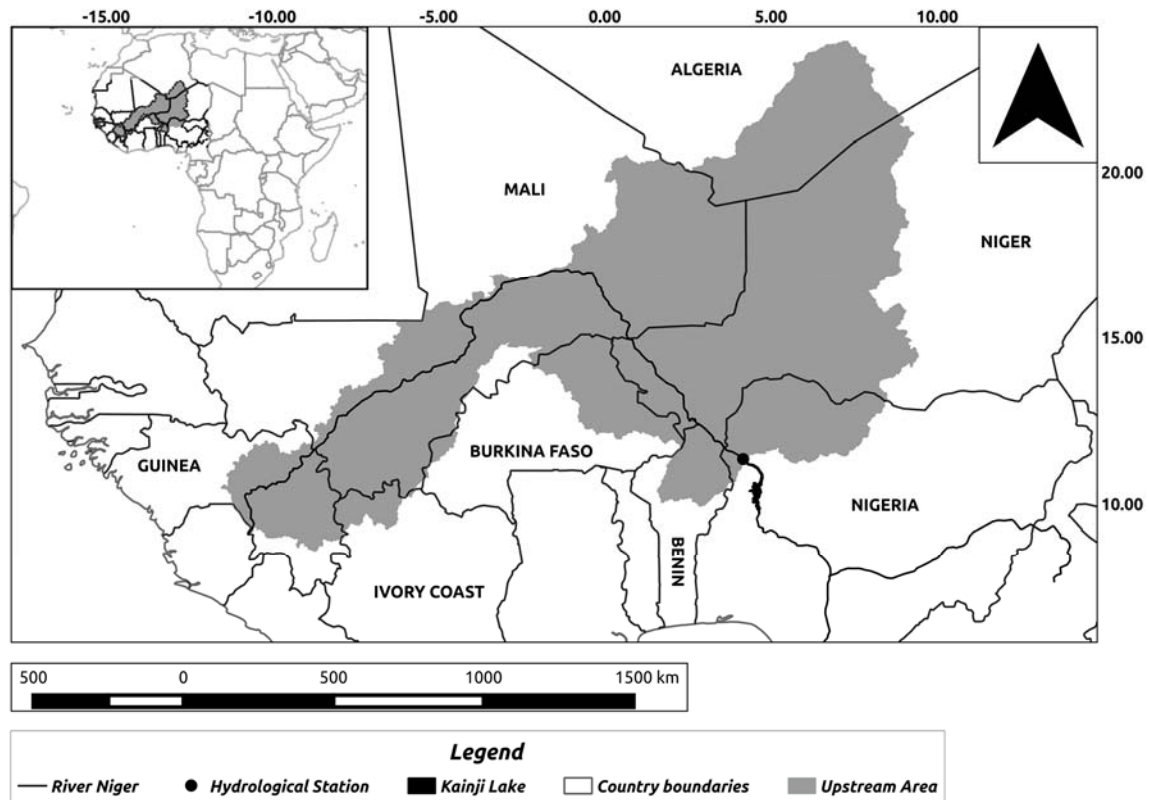 -15.00 -10.00 -5.00 0.00 5.00 10.00
ALGERIA
20.00
MALI
NIGER
15.00
BURKINA FASO
GUINEA
NIGERIA
10.00
BENIN
IVORY COAST
500 0 500 1000 1500 km
Legend
River Niger Hydrological Station Kainji Lake Country boundaries Upstream Area